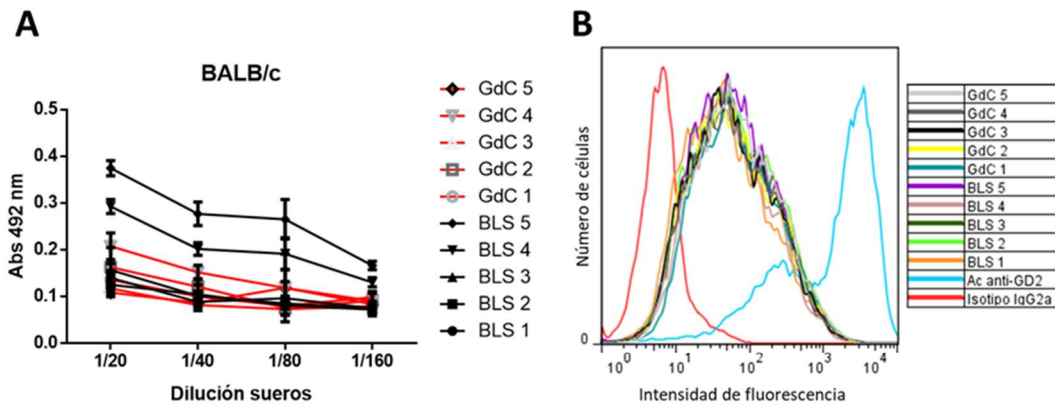 A
BALB/c
Abs 492 nm
0.5
0.4
0.3
0.2
0.1
0.0
1/20 1/40 1/80 1/160
Dilución sueros
GdC 5
GdC 4
GdC 3
GdC 2
GdC 1
BLS 5
BLS 4
BLS 3
BLS 2
BLS 1
B
Número de células
0
10^0 10^1 10^2 10^3 10^4
Intensidad de fluorescencia
GdC 5
GdC 4
GdC 3
GdC 2
GdC 1
BLS 5
BLS 4
BLS 3
BLS 2
BLS 1
Ac anti-GD2
Isotipo IgG2a